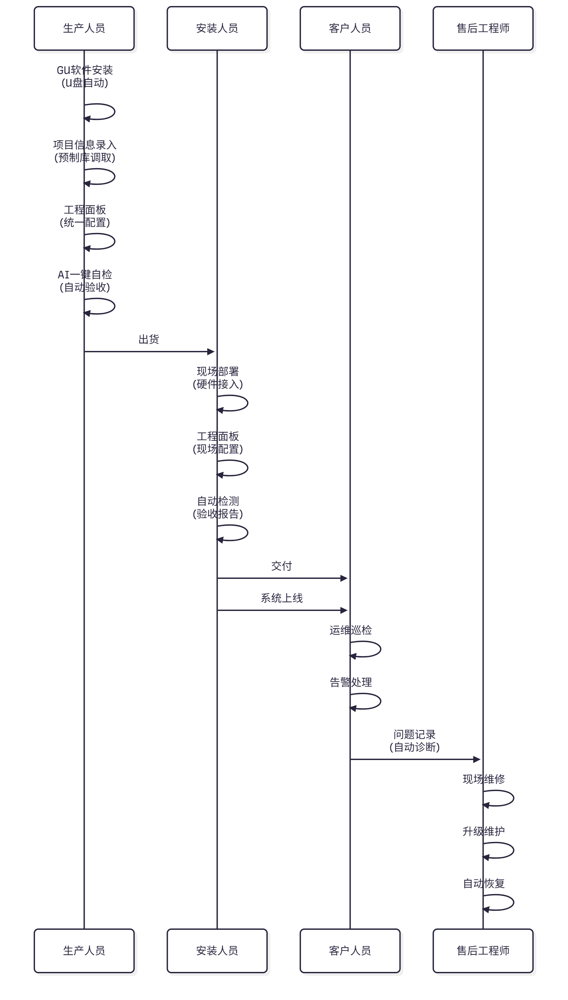 生产人员
安装人员
客户人员
售后工程师
GU软件安装
(U盘自动)
项目信息录入
(预制库调取)
工程面板
(统一配置)
AI一键自检
(自动验收)
出货
现场部署
(硬件接入)
工程面板
(现场配置)
自动检测
(验收报告)
交付
系统上线
运维巡检
告警处理
问题记录
(自动诊断)
现场维修
升级维护
自动恢复
生产人员
安装人员
客户人员
售后工程师